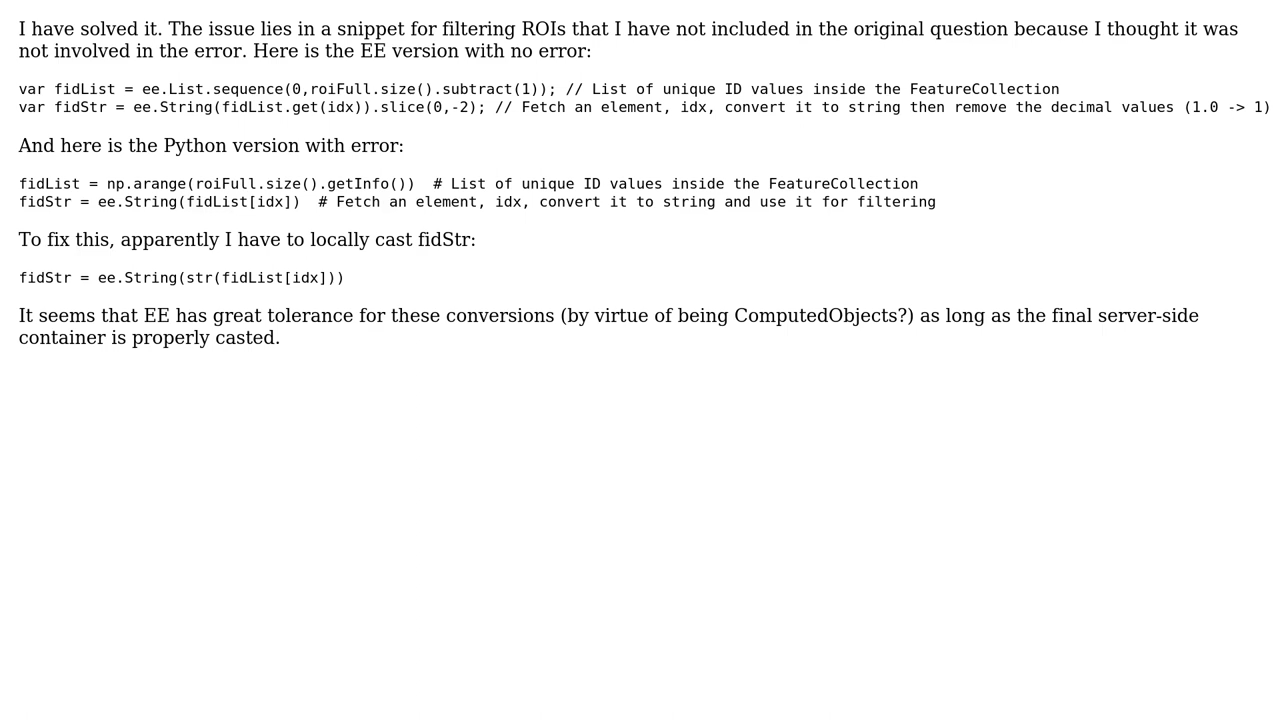 I have solved it. The issue lies in a snippet for filtering ROIs that I have not included in the original question because I thought it was
not involved in the error. Here is the EE version with no error:
var fidList = ee.List.sequence(0,roiFull.size().subtract(1)); // List of unique ID values inside the FeatureCollection
var fidStr = ee.String(fidList.get(idx)).slice(0,-2); // Fetch an element, idx, convert it to string then remove the decimal values (1.0 -> 1)
And here is the Python version with error:
fidList = np.arange(roiFull.size().getInfo())  # List of unique ID values inside the FeatureCollection
fidStr = ee.String(fidList[idx])  # Fetch an element, idx, convert it to string and use it for filtering
To fix this, apparently I have to locally cast fidStr:
fidStr = ee.String(str(fidList[idx]))
It seems that EE has great tolerance for these conversions (by virtue of being ComputedObjects?) as long as the final server-side
container is properly casted.